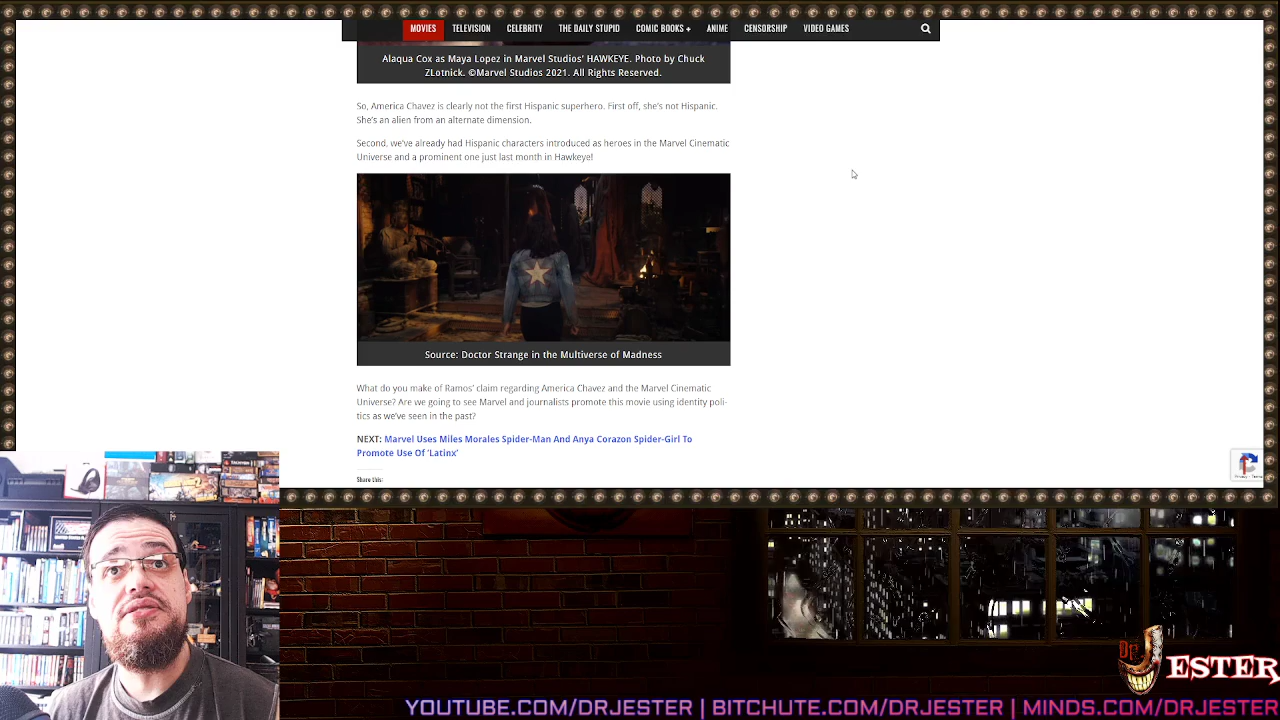 MOVIES TELEVISION CELEBRITY THE DAILY STUPID COMIC BOOKS + ANIME CENSORSHIP VIDEO GAMES
Alaqua Cox as Maya Lopez in Marvel Studios' HAWKEYE. Photo by Chuck
ZLotnick. ©Marvel Studios 2021. All Rights Reserved.
So, America Chavez is clearly not the first Hispanic superhero. First off, she's not Hispanic.
She's an alien from an alternate dimension.
Second, we've already had Hispanic characters introduced as heroes in the Marvel Cinematic
Universe and a prominent one just last month in Hawkeye!
Source: Doctor Strange in the Multiverse of Madness
What do you make of Ramos' claim regarding America Chavez and the Marvel Cinematic
Universe? Are we going to see Marvel and journalists promote this movie using identity poli-
tics as we've seen in the past?
NEXT: Marvel Uses Miles Morales Spider-Man And Anya Corazon Spider-Girl To
Promote Use Of 'Latinx'
Share this:
Privacy - Terms
Dr. JESTER
YOUTUBE.COM/DRJESTER | BITCHUTE.COM/DRJESTER | MINDS.COM/DRJESTER